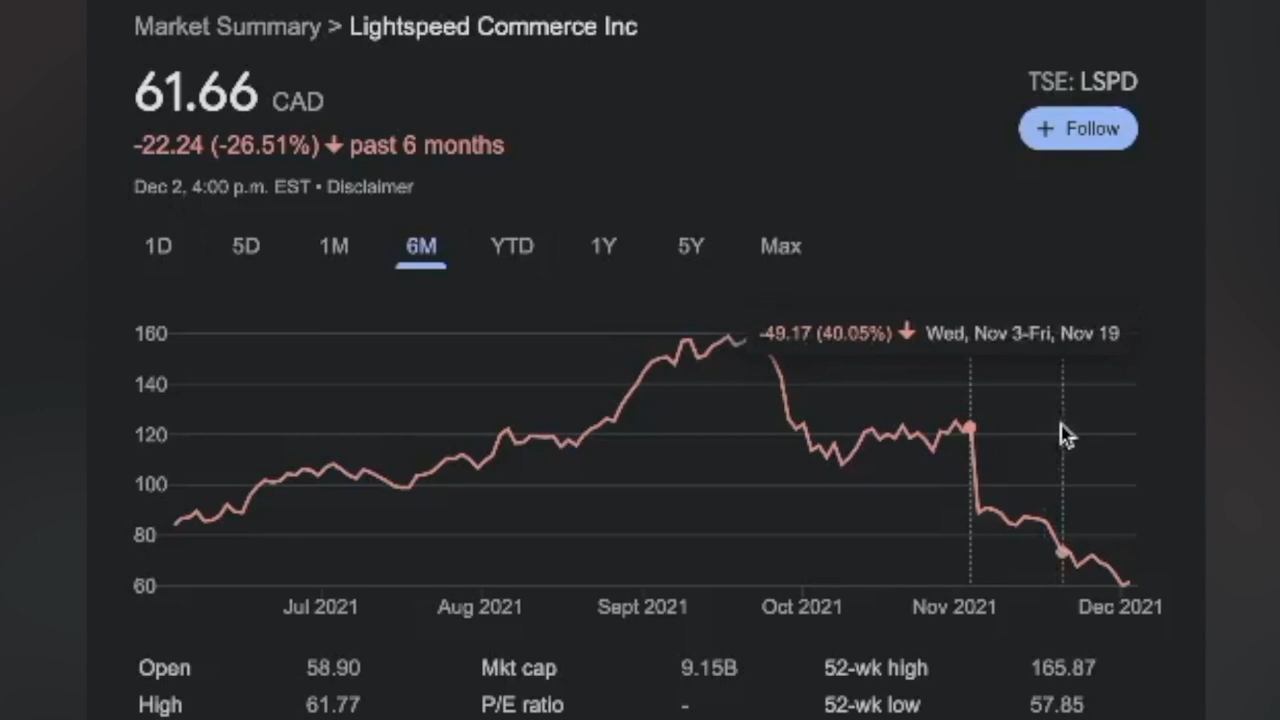 Market Summary > Lightspeed Commerce Inc
61.66 CAD
TSE: LSPD
-22.24 (-26.51%) past 6 months
+ Follow
Dec 2, 4:00 p.m. EST • Disclaimer
1D 5D 1M 6M YTD 1Y 5Y Max
-49.17 (40.05%) Wed, Nov 3-Fri, Nov 19
160
140
120
100
80
60
Jul 2021 Aug 2021 Sept 2021 Oct 2021 Nov 2021 Dec 2021
Open 58.90 Mkt cap 9.15B 52-wk high 165.87
High 61.77 P/E ratio - 52-wk low 57.85